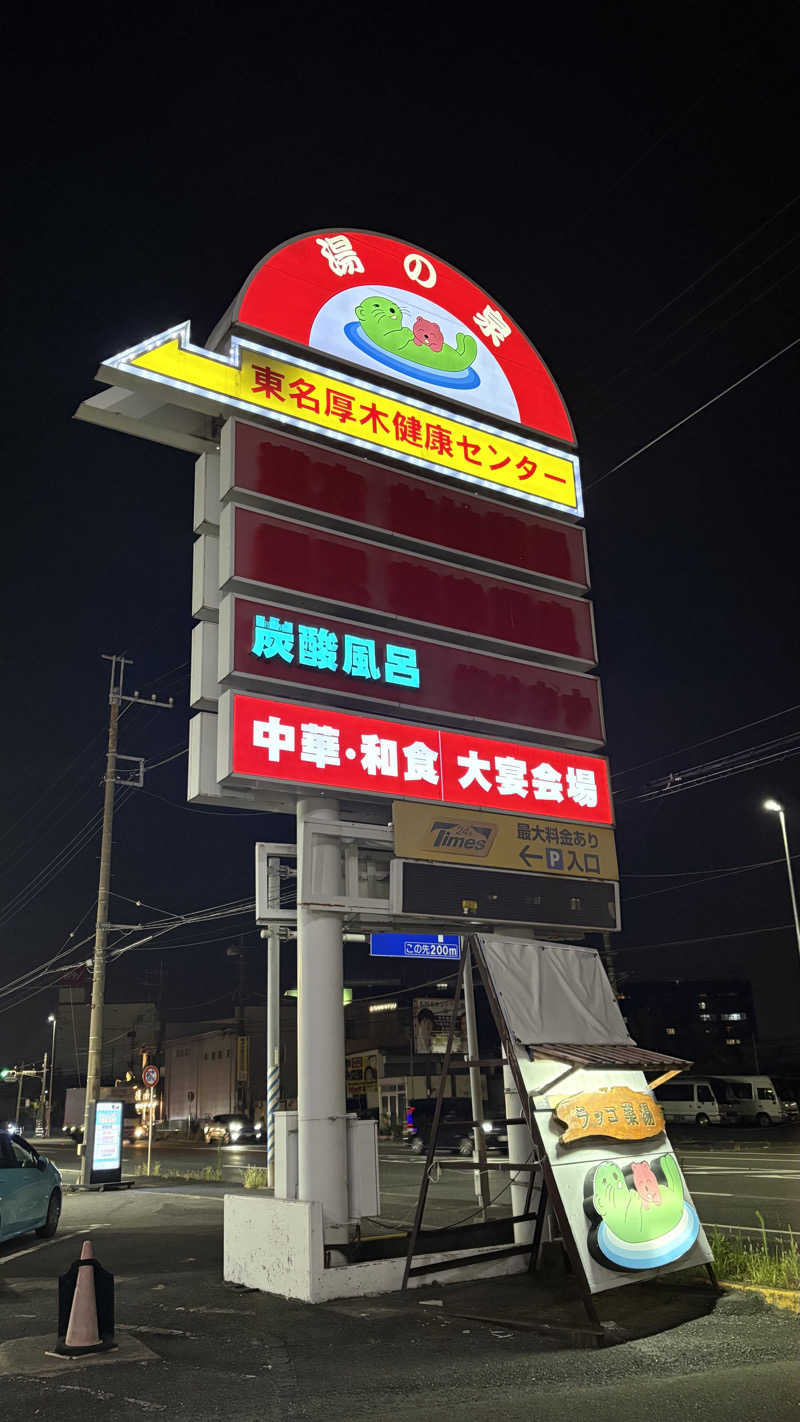 湯の泉
東名厚木健康センター
炭酸風呂
中華・和食 大宴会場
24h Times
最大料金あり
←P入口
この先200m
ラッコ薬湯